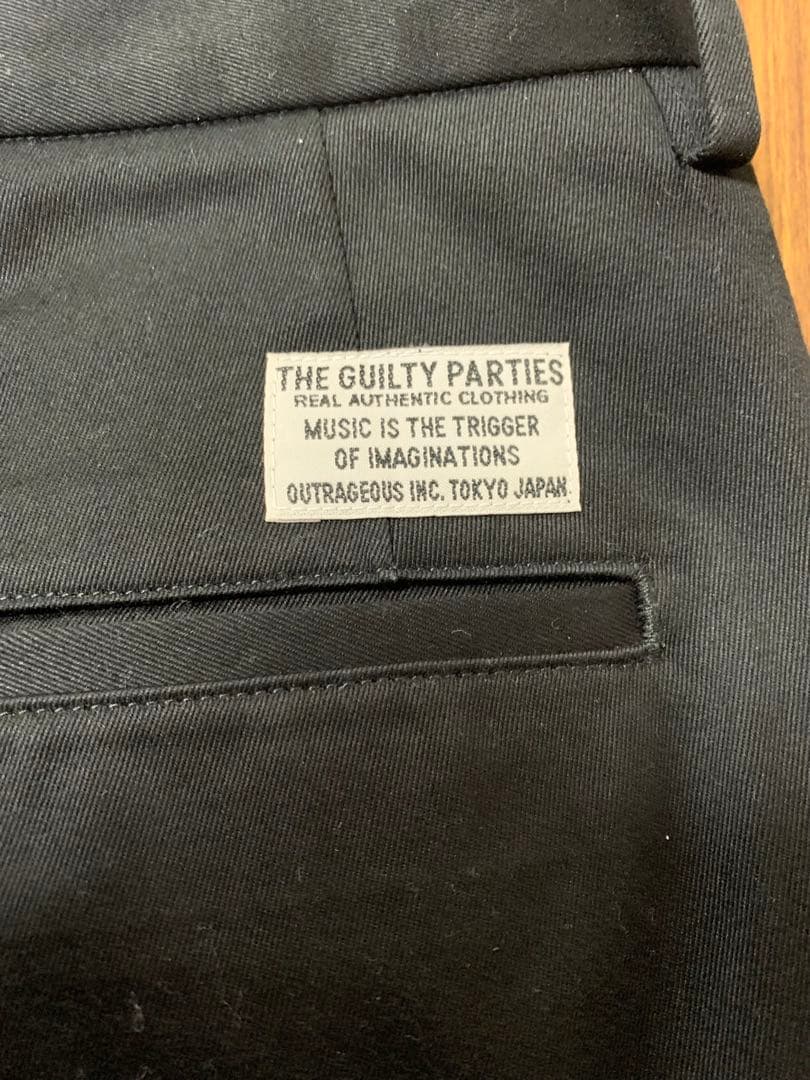 THE GUILTY PARTIES
REAL AUTHENTIC CLOTHING
MUSIC IS THE TRIGGER
OF IMAGINATIONS
OUTRAGEOUS INC. TOKYO JAPAN.